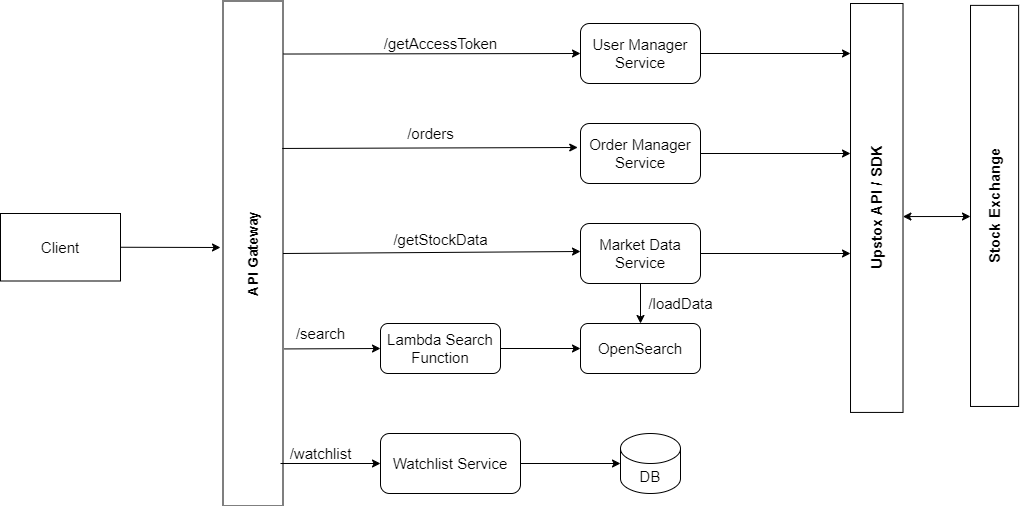 /getAccessToken
User Manager
Service
/orders
Order Manager
Service
Client
API Gateway
/getStockData
Market Data
Service
Upstox API / SDK
Stock Exchange
/loadData
/search
Lambda Search
Function
OpenSearch
/watchlist
Watchlist Service
DB